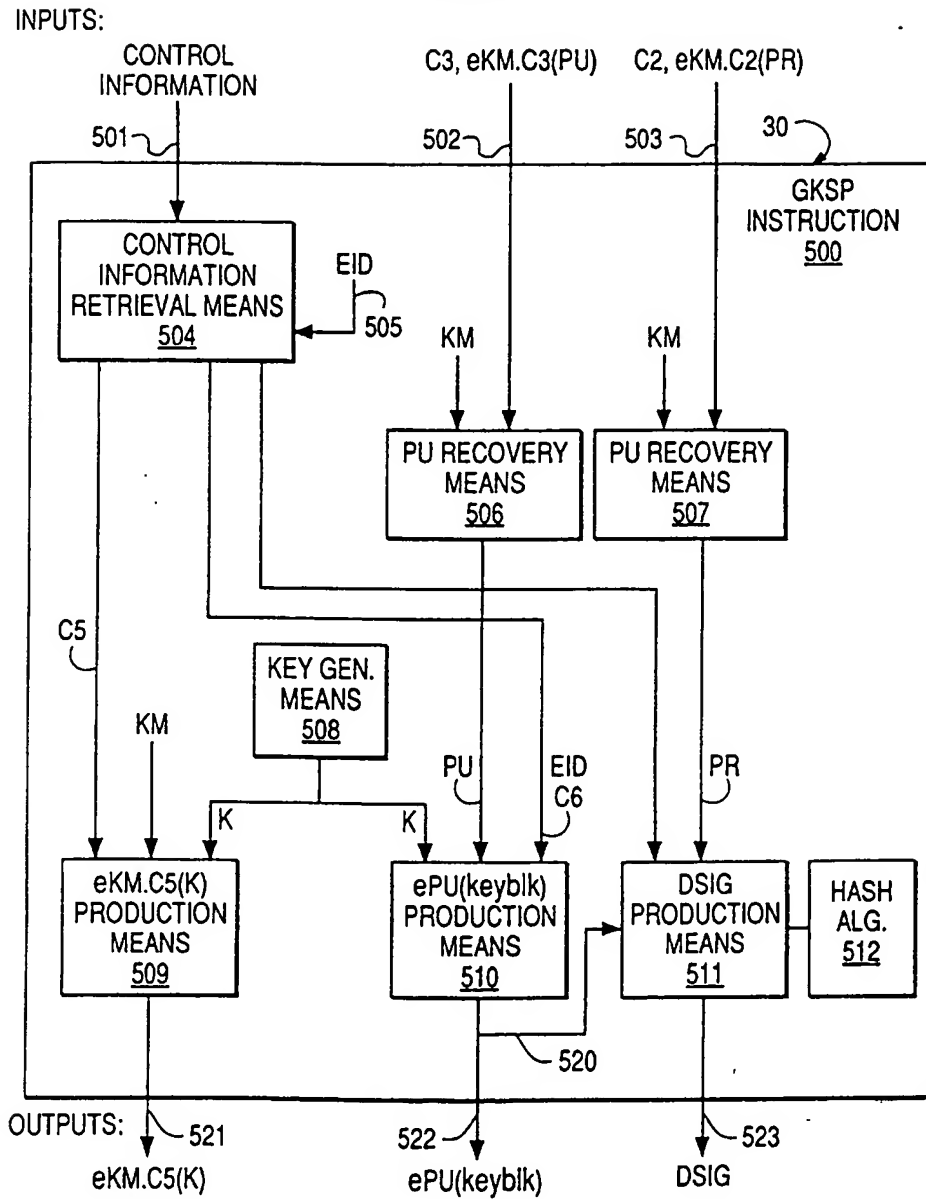 INPUTS:
CONTROL
INFORMATION
C3, eKM.C3(PU)
C2, eKM.C2(PR)
501
502
503
30
GKSP
INSTRUCTION
500
CONTROL
INFORMATION
RETRIEVAL MEANS
504
EID
505
KM
KM
PU RECOVERY
MEANS
506
PU RECOVERY
MEANS
507
C5
KEY GEN.
MEANS
508
KM
PU
EID
C6
PR
K
K
eKM.C5(K)
PRODUCTION
MEANS
509
ePU(keyblk)
PRODUCTION
MEANS
510
DSIG
PRODUCTION
MEANS
511
HASH
ALG.
512
520
OUTPUTS:
521
522
523
eKM.C5(K)
ePU(keyblk)
DSIG